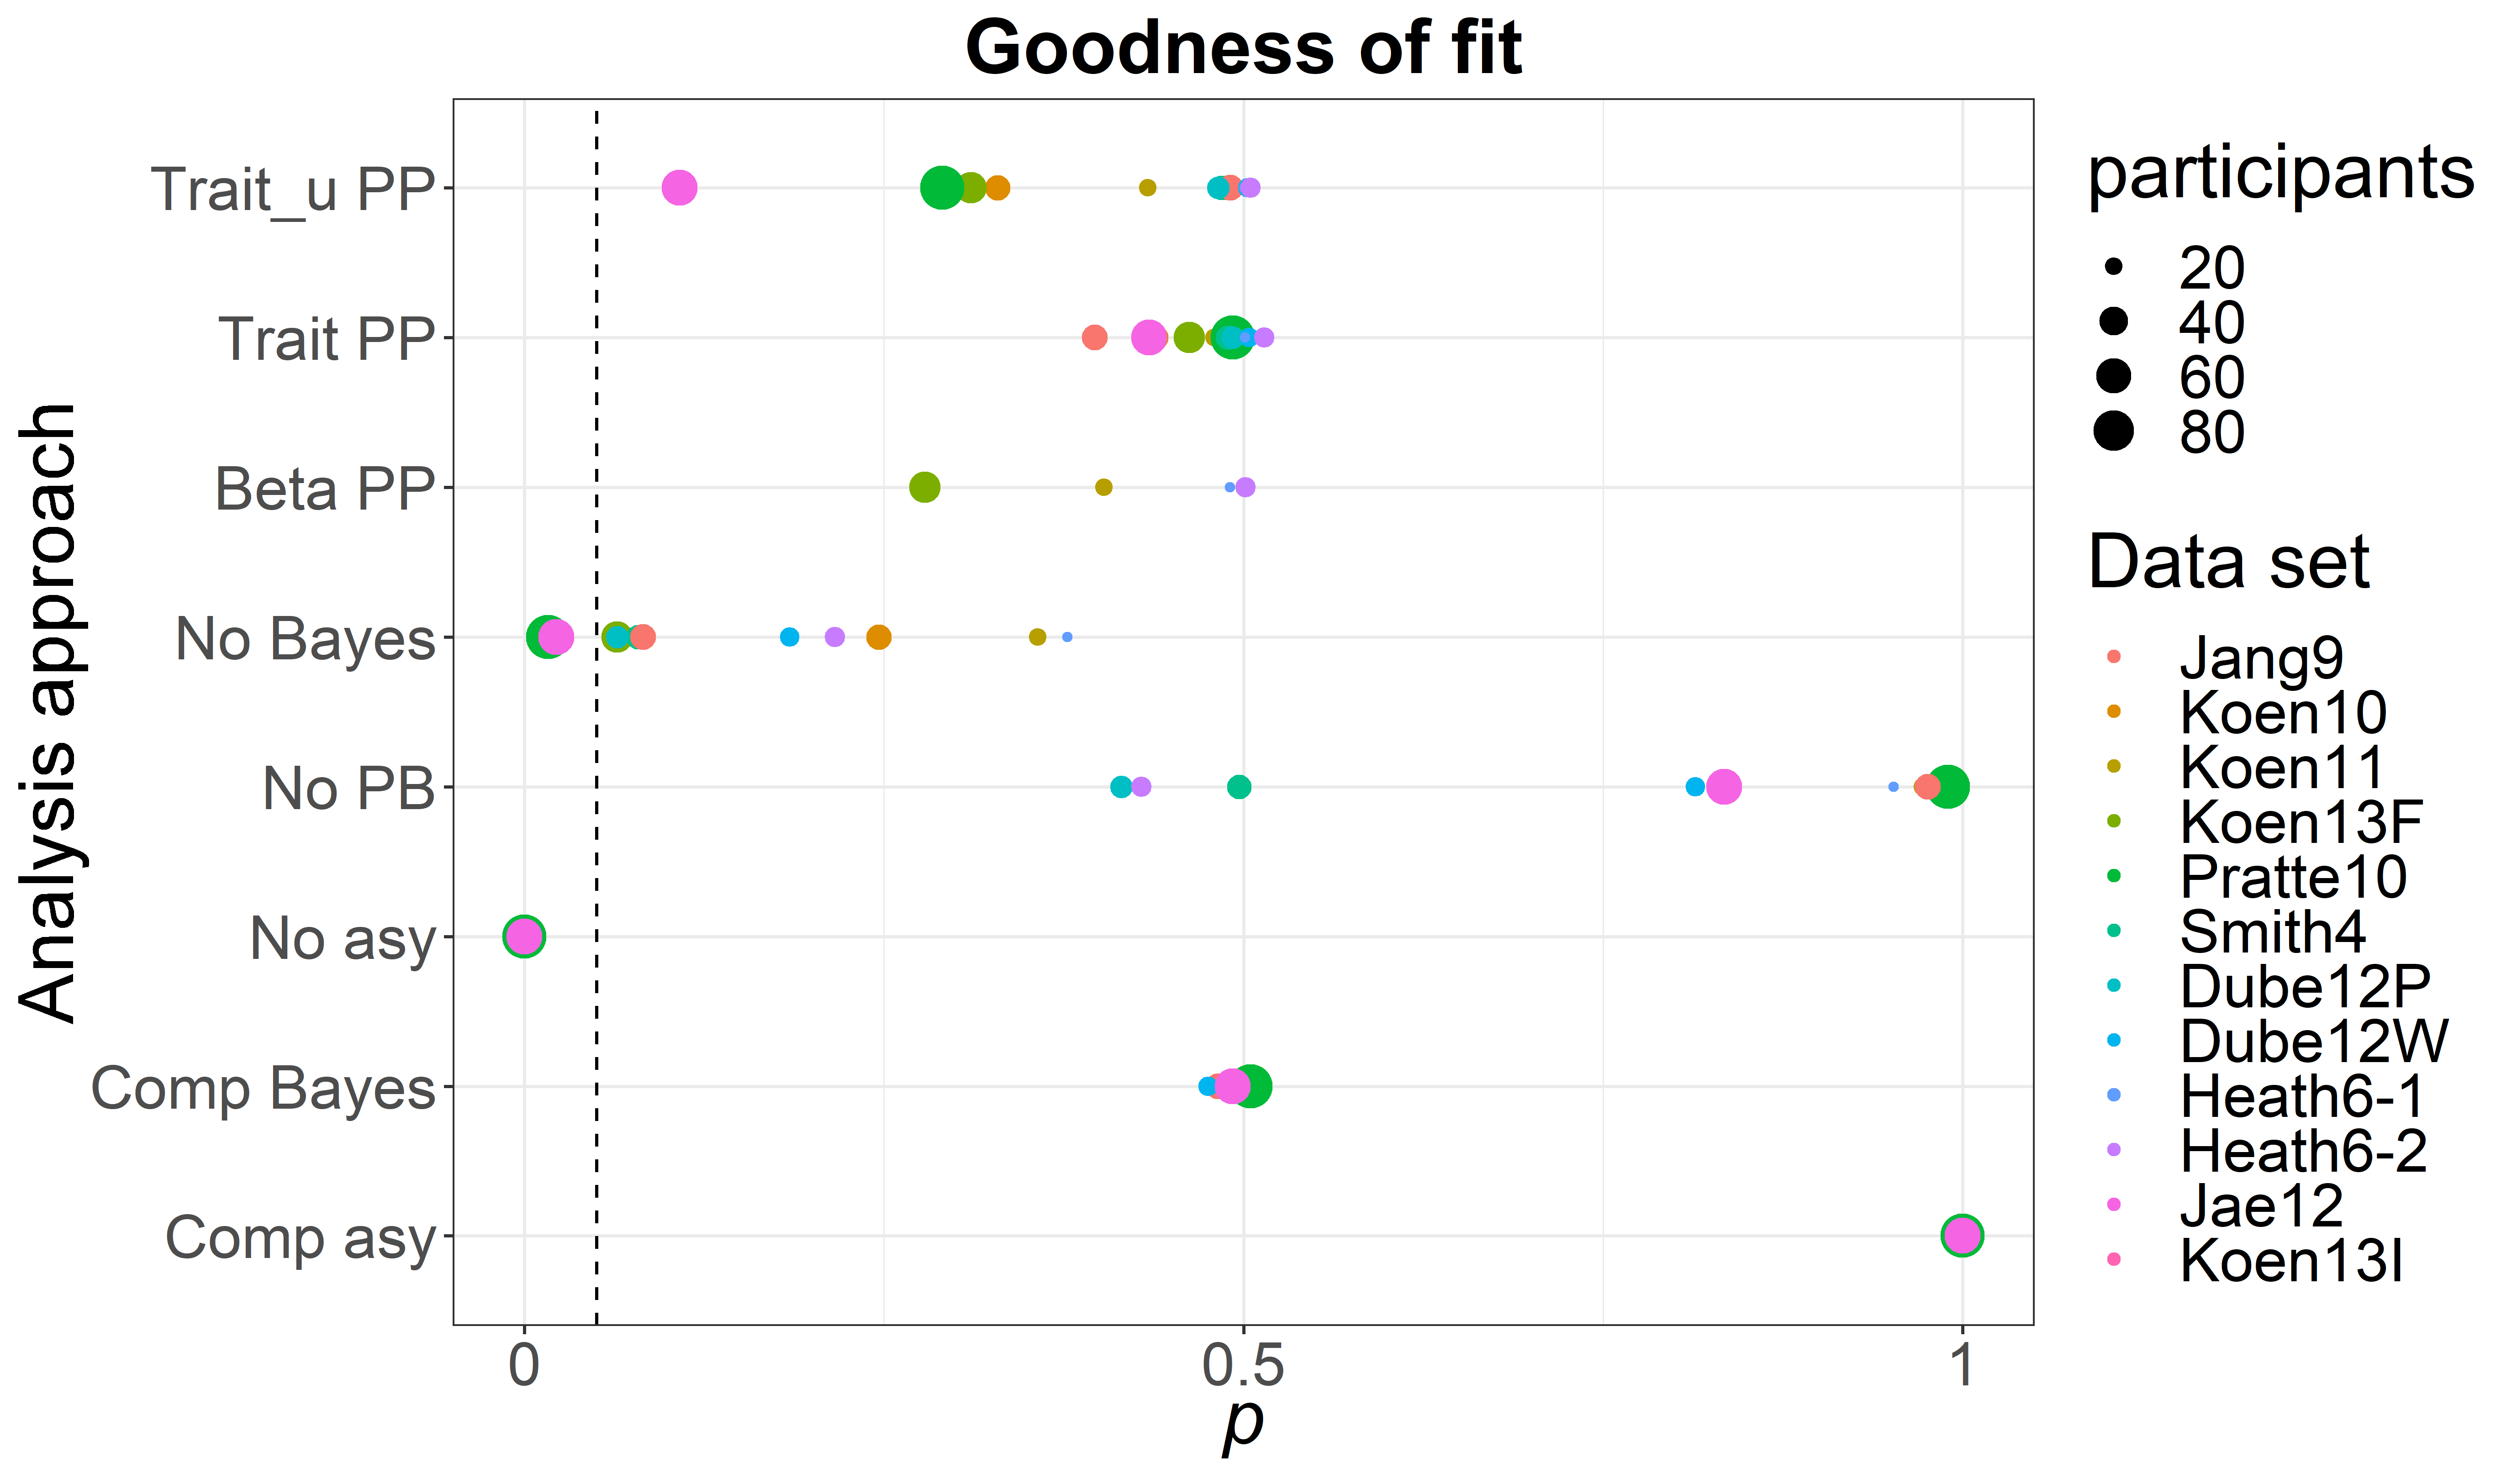 Goodness of fit
Analysis approach
Trait_u PP
Trait PP
Beta PP
No Bayes
No PB
No asy
Comp Bayes
Comp asy
0
0.5
1
p
participants
20
40
60
80
Data set
Jang9
Koen10
Koen11
Koen13F
Pratte10
Smith4
Dube12P
Dube12W
Heath6-1
Heath6-2
Jae12
Koen13I